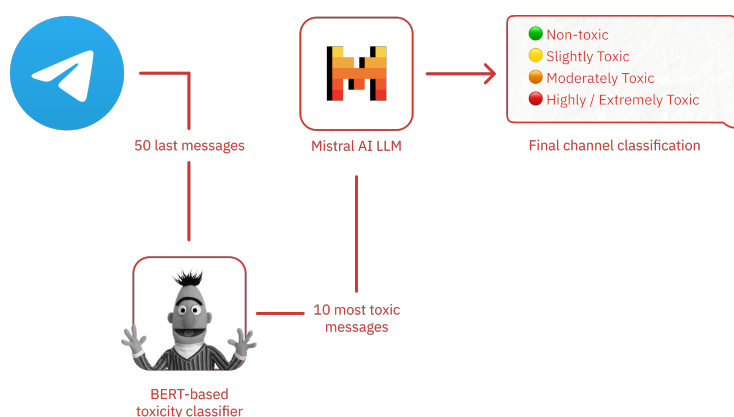 50 last messages
BERT-based
toxicity classifier
10 most toxic
messages
Mistral AI LLM
Non-toxic
Slightly Toxic
Moderately Toxic
Highly / Extremely Toxic
Final channel classification